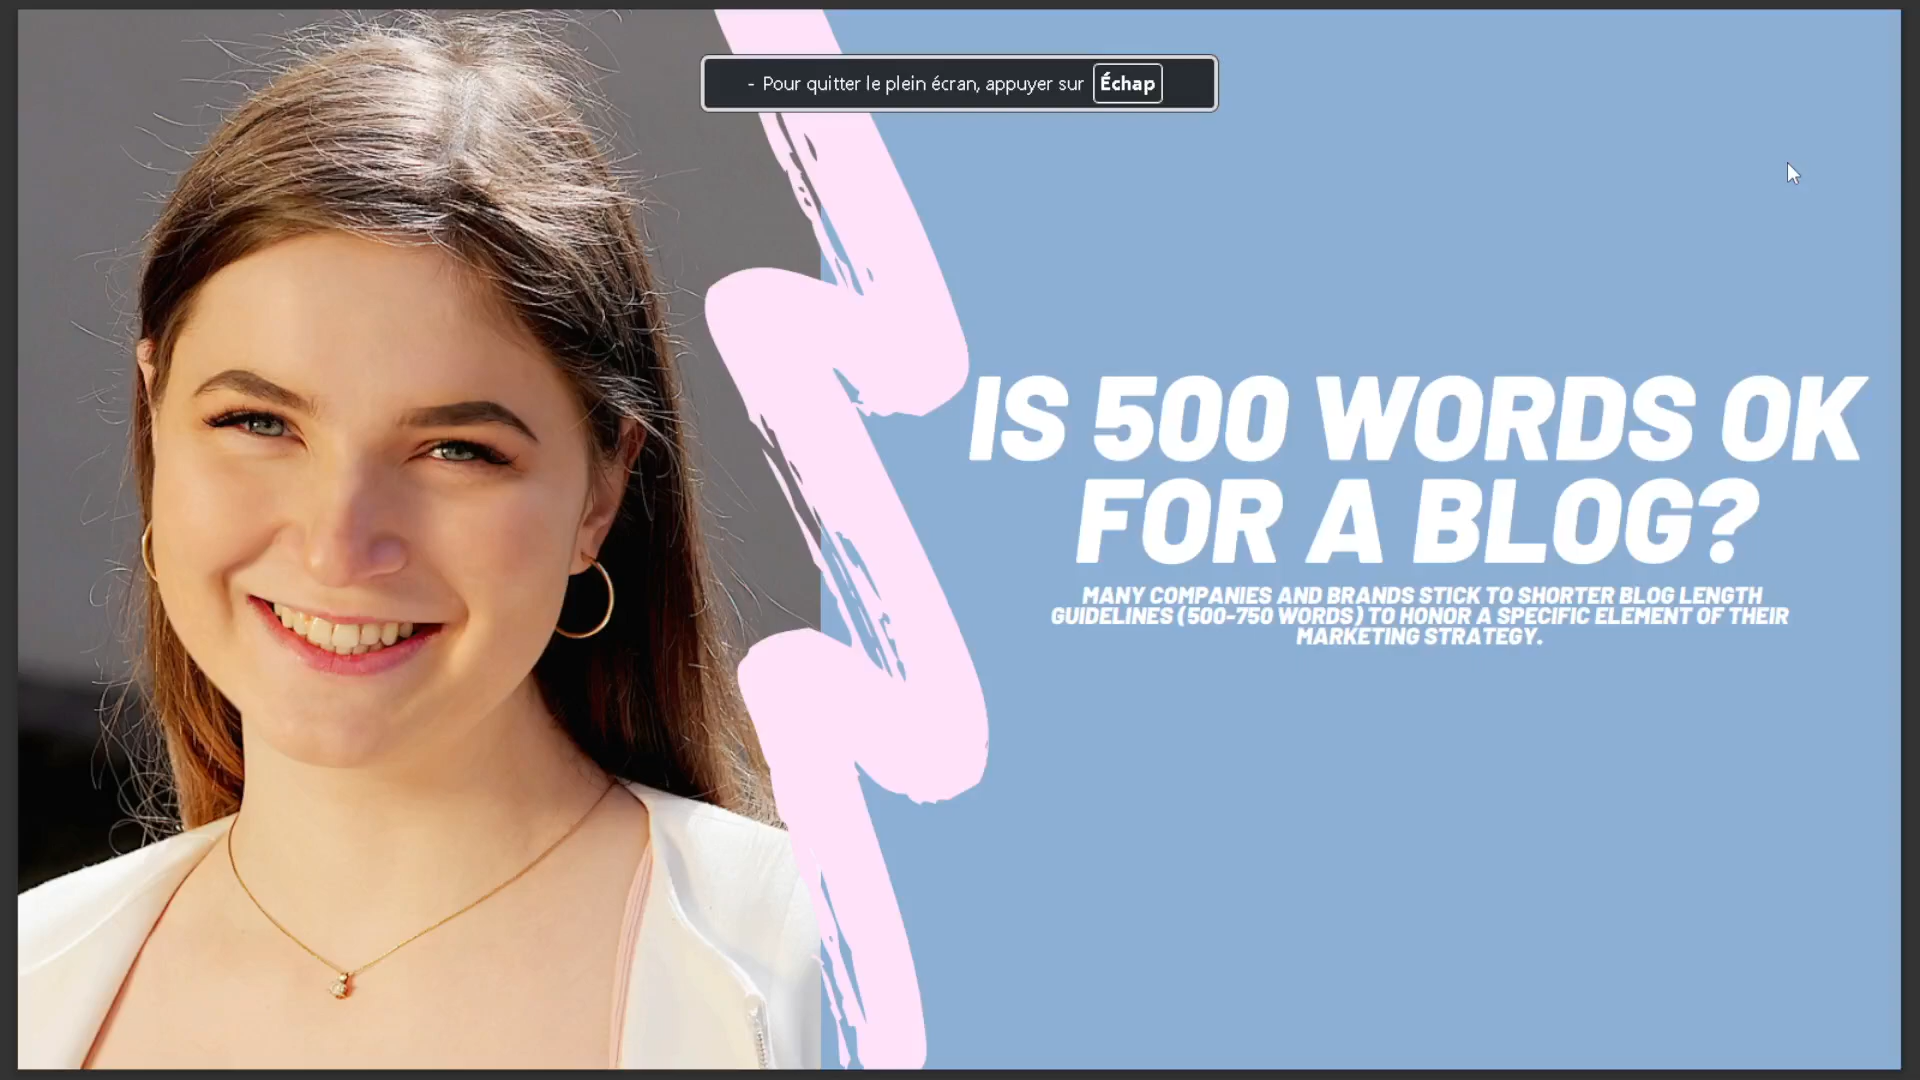 - Pour quitter le plein écran, appuyer sur Échap
IS 500 WORDS OK
FOR A BLOG?
MANY COMPANIES AND BRANDS STICK TO SHORTER BLOG LENGTH
GUIDELINES (500-750 WORDS) TO HONOR A SPECIFIC ELEMENT OF THEIR
MARKETING STRATEGY.